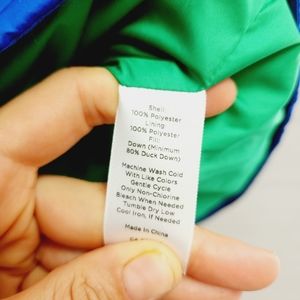 Shell:
100% Polyester
Lining
100% Polyester
Fill:
Down (Minimum
80% Duck Down)
Machine Wash Cold
With Like Colors
Gentle Cycle
Only Non-Chlorine
Bleach When Needed
Tumble Dry Low
Cool Iron, If Needed
Made In China